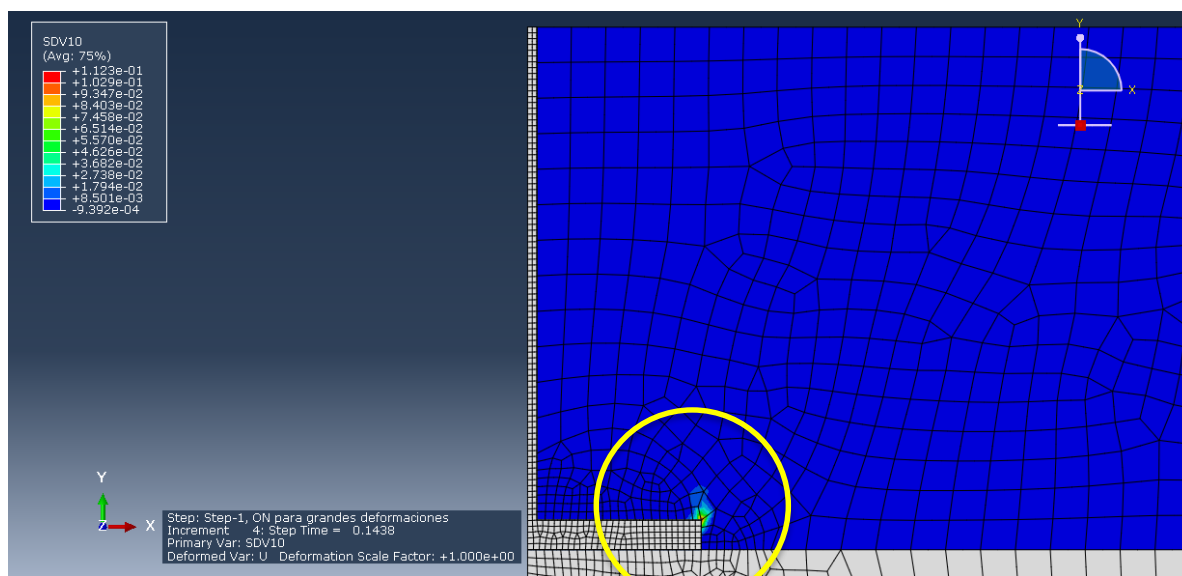 SDV10
(Avg: 75%)
+1.123e-01
+1.029e-01
+9.347e-02
+8.403e-02
+7.458e-02
+6.514e-02
+5.570e-02
+4.626e-02
+3.682e-02
+2.738e-02
+1.794e-02
+8.501e-03
-9.392e-04
Y
Z
X
Y
Z
X
Step: Step-1, ON para grandes deformaciones
Increment 4: Step Time = 0.1438
Primary Var: SDV10
Deformed Var: U Deformation Scale Factor: +1.000e+00